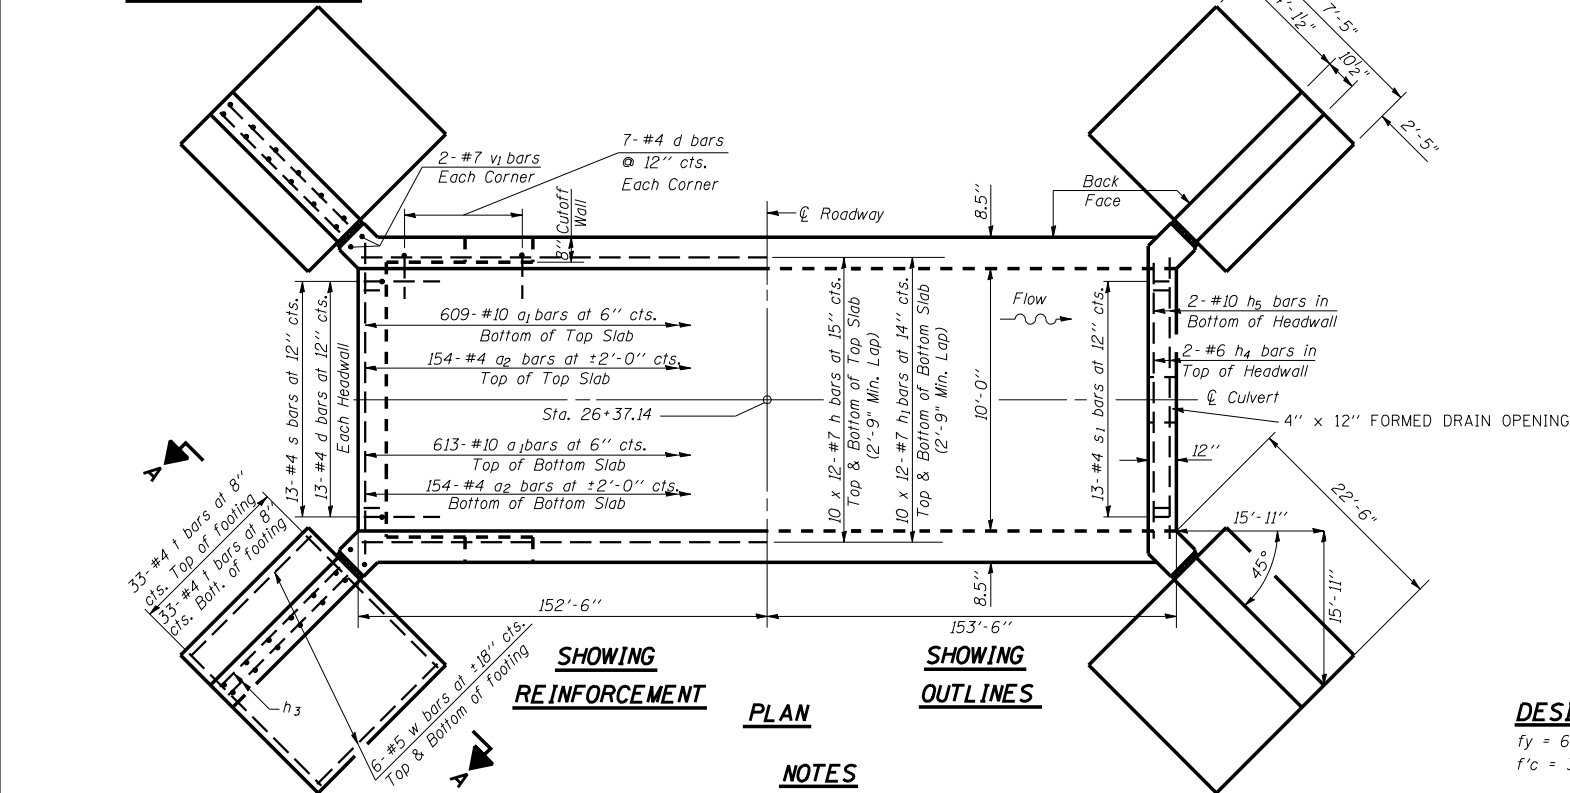 7'-5"
10½"
2'-5"
7-#4 d bars
@ 12" cts.
Each Corner
2-#7 v1 bars
Each Corner
8" Cutoff
Wall
℄ Roadway
8.5"
Back
Face
609-#10 a1 bars at 6" cts.
Bottom of Top Slab
154-#4 a2 bars at ±2'-0" cts.
Top of Top Slab
Sta. 26+37.14
613-#10 a1 bars at 6" cts.
Top of Bottom Slab
154-#4 a2 bars at ±2'-0" cts.
Bottom of Bottom Slab
13-#4 s bars at 12" cts.
13-#4 d bars at 12" cts.
Each Headwall
10 x 12-#7 h bars at 15" cts.
Top & Bottom of Top Slab
(2'-9" Min. Lap)
10 x 12-#7 h1 bars at 14" cts.
Top & Bottom of Bottom Slab
(2'-9" Min. Lap)
10'-0"
Flow
13-#4 s1 bars at 12" cts.
2-#10 h5 bars in
Bottom of Headwall
2-#6 h4 bars in
Top of Headwall
℄ Culvert
4" x 12" FORMED DRAIN OPENING
12"
A
33-#4 t bars at 8"
cts. Top of footing
33-#4 t bars at 8"
cts. Bott. of footing
22'-6"
15'-11"
45°
15'-11"
8.5"
152'-6"
153'-6"
h3
6-#5 w bars at ±18" cts.
Top & Bottom of footing
A
SHOWING
REINFORCEMENT
SHOWING
OUTLINES
PLAN
NOTES
DESI
fy = 6
f'c = 3